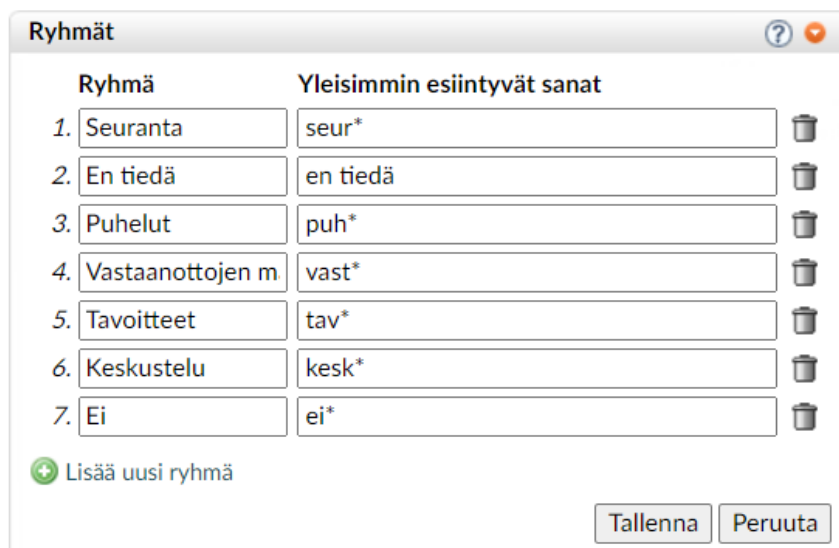 Ryhmät
Ryhmä Yleisimmin esiintyvät sanat
1. Seuranta seur*
2. En tiedä en tiedä
3. Puhelut puh*
4. Vastaanottojen m vast*
5. Tavoitteet tav*
6. Keskustelu kesk*
7. Ei ei*
Lisää uusi ryhmä
Tallenna Peruuta